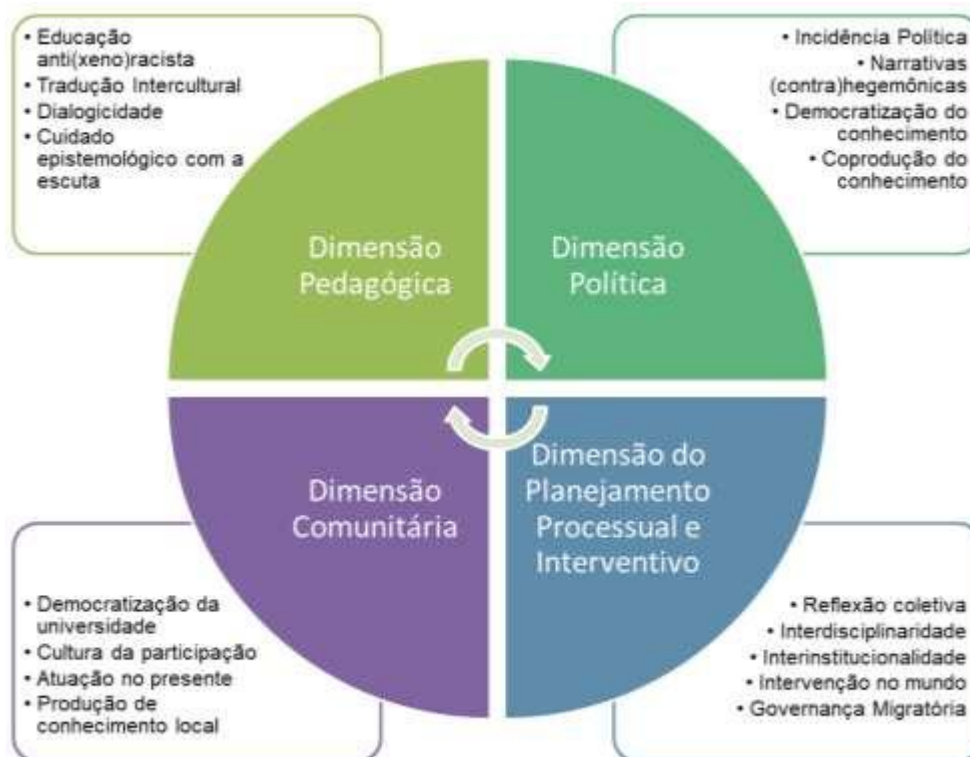 • Educação
anti(xeno)racista
• Tradução Intercultural
• Dialogicidade
• Cuidado
epistemológico com a
escuta
• Incidência Política
• Narrativas
(contra)hegemônicas
• Democratização do
conhecimento
• Coprodução do
conhecimento
Dimensão
Pedagógica
Dimensão
Política
Dimensão
Comunitária
Dimensão do
Planejamento
Processual e
Interventivo
• Democratização da
universidade
• Cultura da participação
• Atuação no presente
• Produção de
conhecimento local
• Reflexão coletiva
• Interdisciplinaridade
• Interinstitucionalidade
• Intervenção no mundo
• Governança Migratória